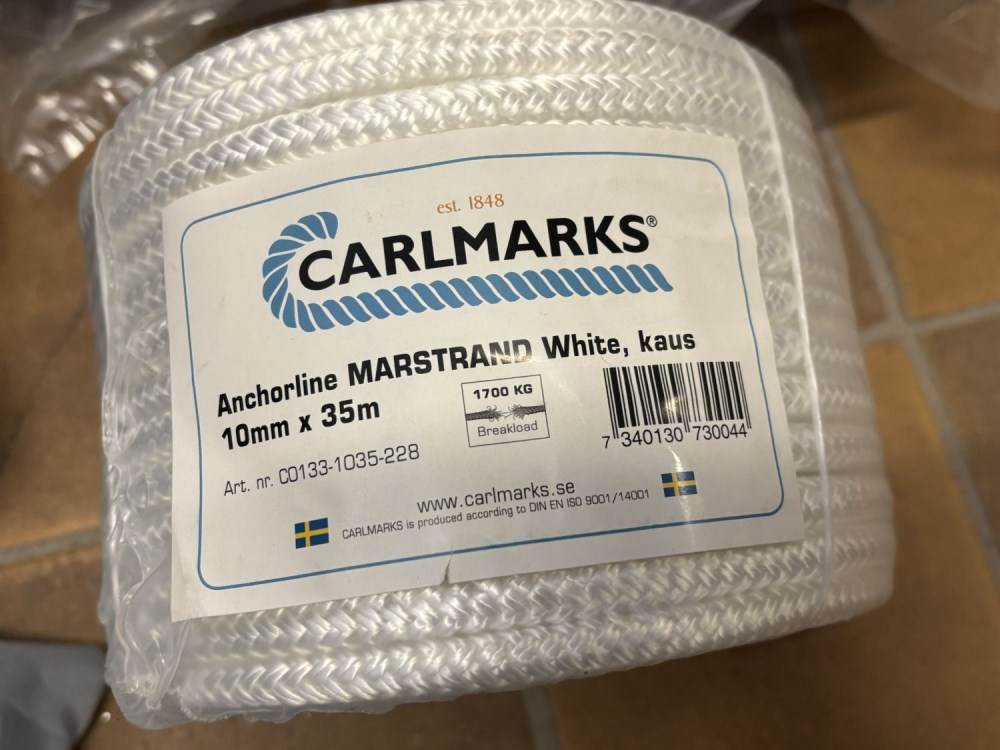 est. 1848
CARLMARKS®
Anchorline MARSTRAND White, kaus
10mm x 35m
1700 KG
Breakload
7 340130 730044
Art. nr. C0133-1035-228
www.carlmarks.se
CARLMARKS is produced according to DIN EN ISO 9001/14001